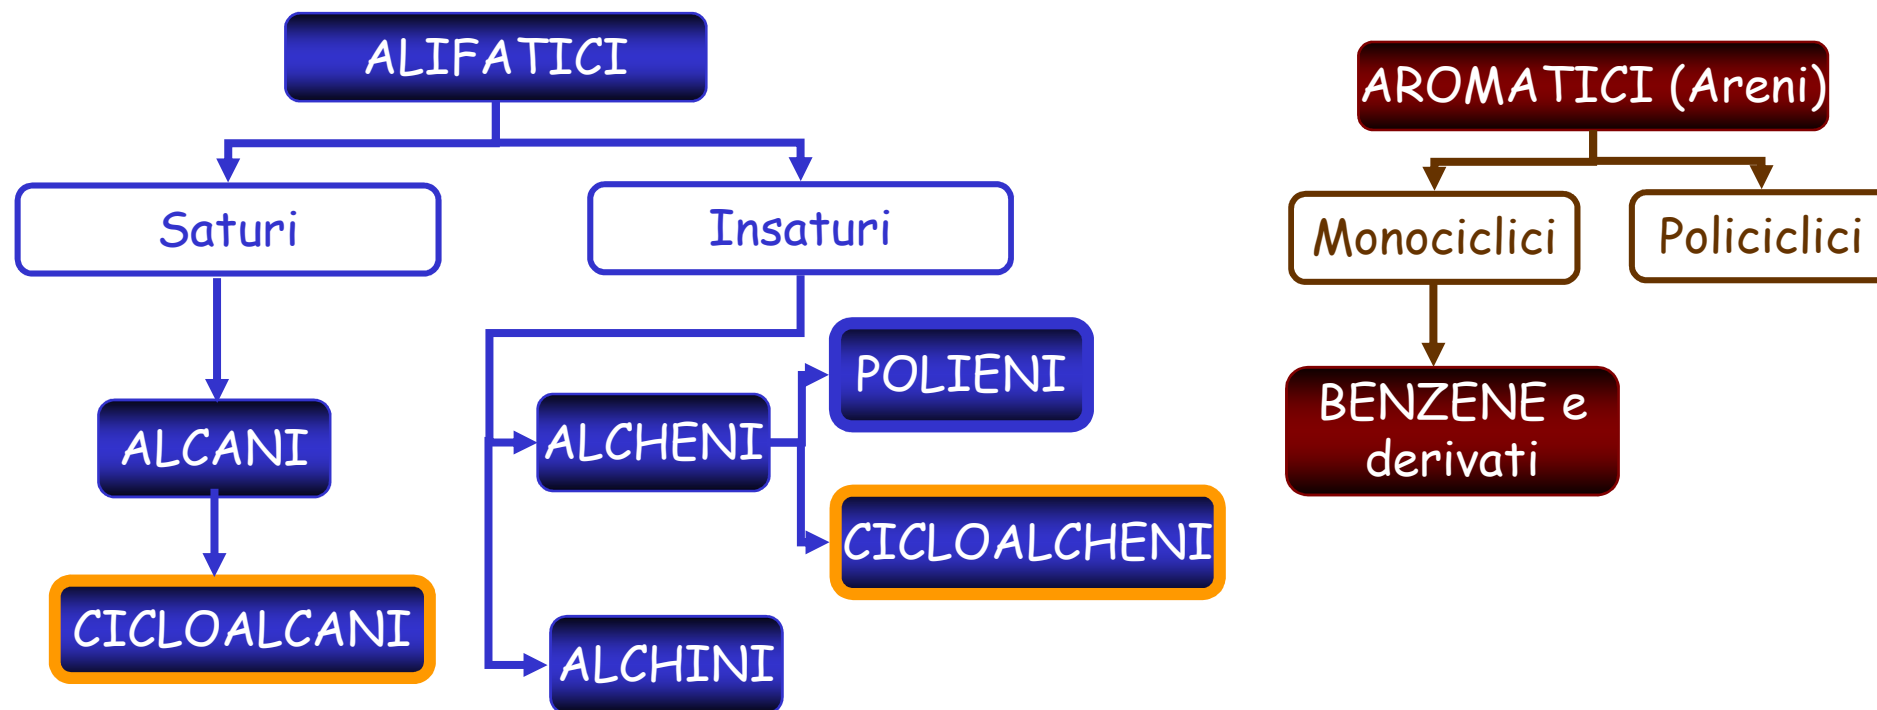 ALIFATICI
AROMATICI (Areni)
Saturi
Insaturi
Monociclici
Policiclici
POLIENI
ALCANI
ALCHENI
BENZENE e
derivati
CICLOALCHENI
CICLOALCANI
ALCHINI